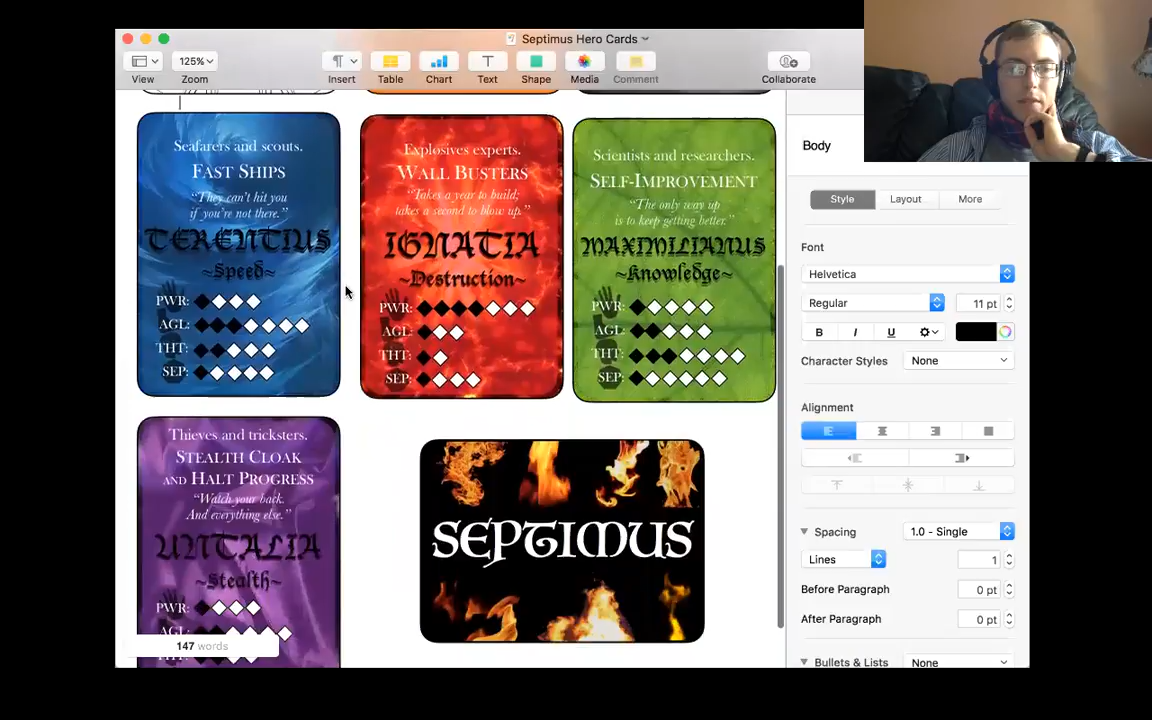 Septimus Hero Cards
125%
View
Zoom
Insert
Table
Chart
Text
Shape
Media
Comment
Collaborate
Seafarers and scouts.
FAST SHIPS
“They can't hit you
if you're not there.”
TERENTIUS
~Speed~
PWR:
AGL:
THT:
SEP:
Explosives experts.
WALL BUSTERS
“Takes a year to build;
takes a second to blow up.”
IGNATIA
~Destruction~
PWR:
AGL:
THT:
SEP:
Scientists and researchers.
SELF-IMPROVEMENT
“The only way up
is to keep getting better.”
MAXIMILIANUS
~Knowledge~
PWR:
AGL:
THT:
SEP:
Thieves and tricksters.
STEALTH CLOAK
AND HALT PROGRESS
“Watch your back.
And everything else.”
UNTALIA
~Stealth~
PWR:
AGL:
THT:
147 words
SEPTIMUS
Body
Style
Layout
More
Font
Helvetica
Regular
11 pt
B
I
U
Character Styles
None
Alignment
Spacing
1.0 - Single
Lines
1
Before Paragraph
0 pt
After Paragraph
0 pt
Bullets & Lists
None